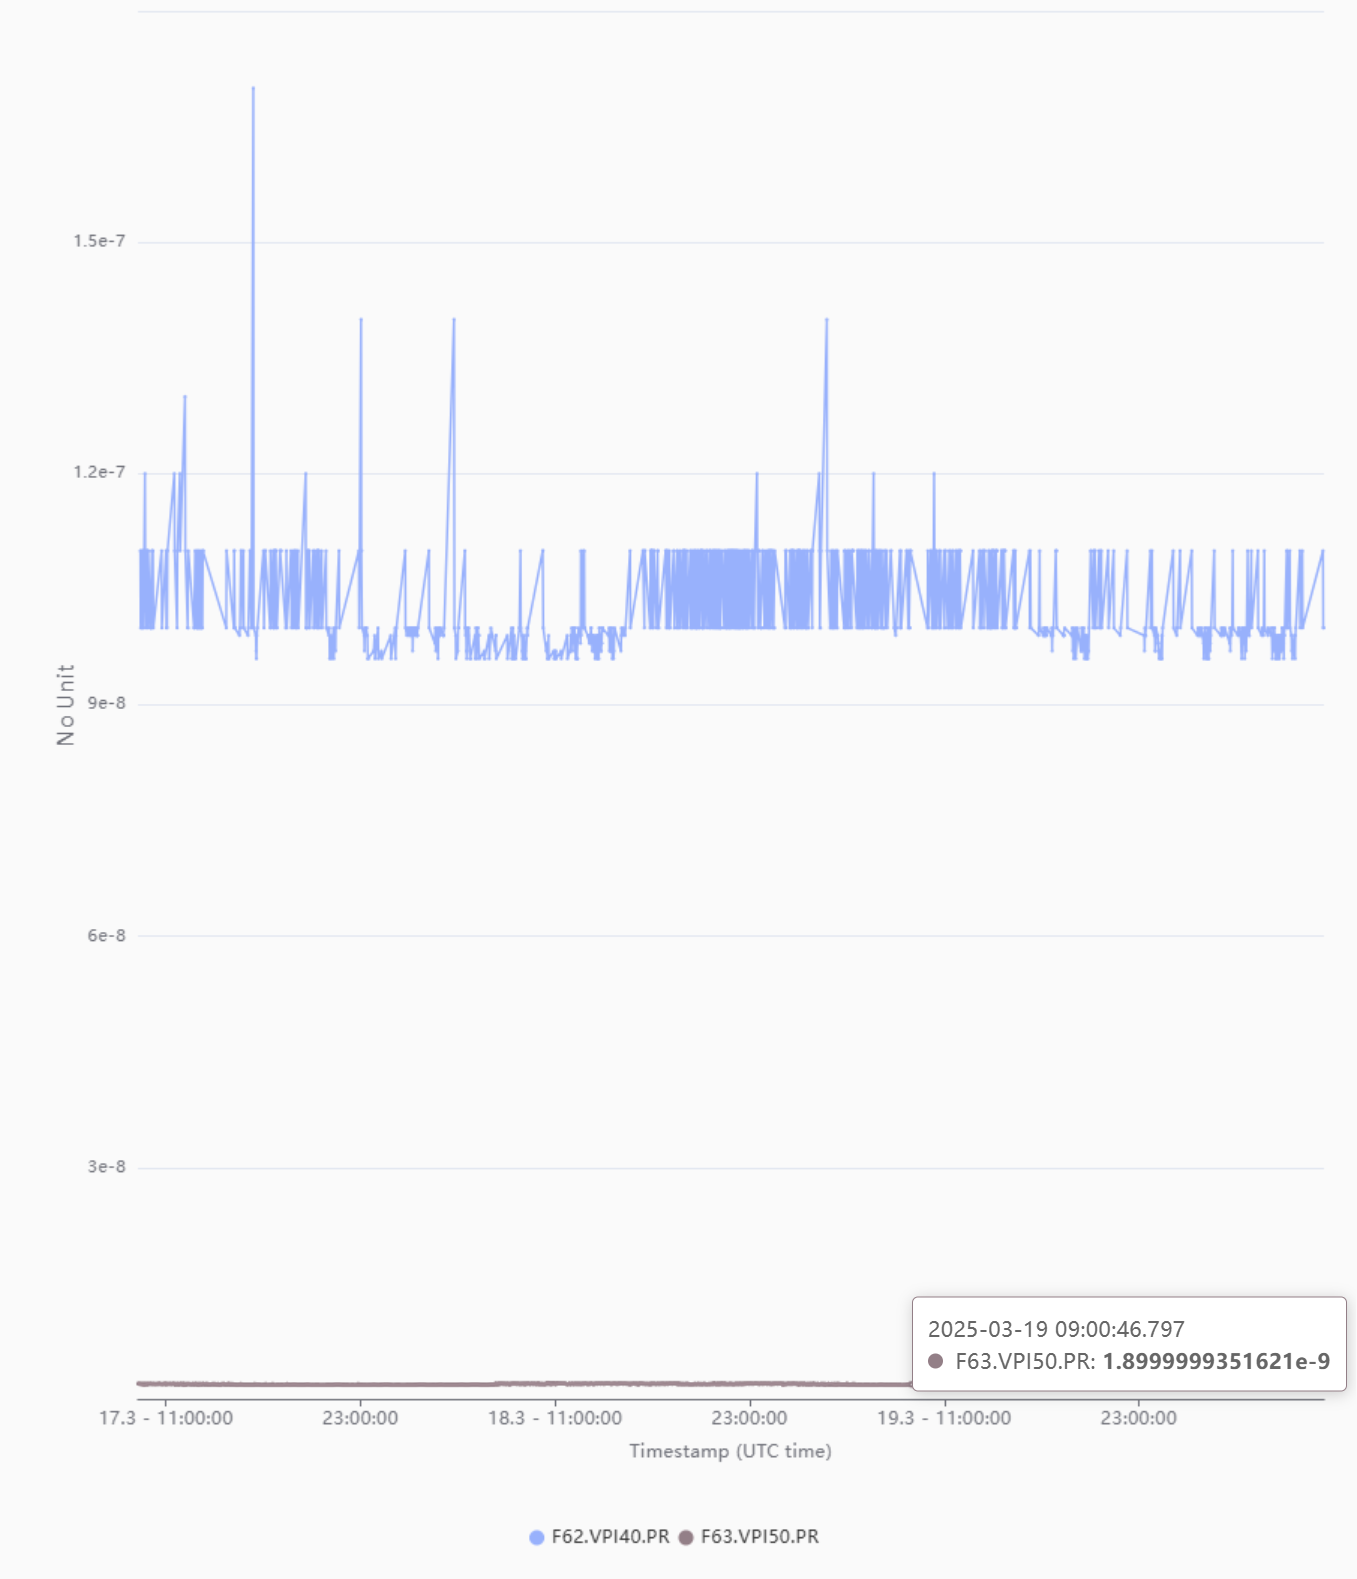 1.5e-7
1.2e-7
No Unit
9e-8
6e-8
3e-8
2025-03-19 09:00:46.797
F63.VPI50.PR: 1.8999999351621e-9
17.3 - 11:00:00 23:00:00 18.3 - 11:00:00 23:00:00 19.3 - 11:00:00 23:00:00
Timestamp (UTC time)
F62.VPI40.PR F63.VPI50.PR